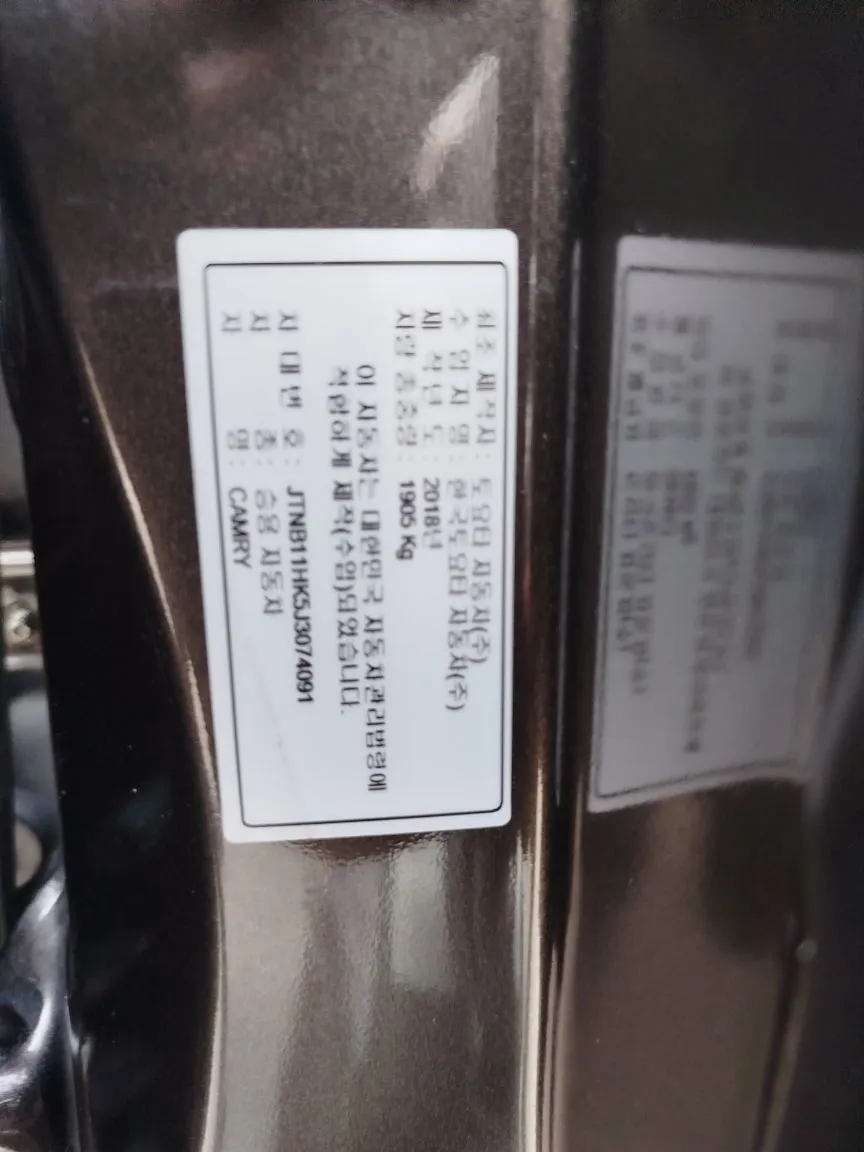 최초 제작사 : 도요타 자동차(주)
수 입 자 명 : 한국도요타 자동차(주)
제 작 년 도 : 2018년
차량 총 중량 : 1905 Kg
이 자동차는 대한민국 자동차관리법령에
적합하게 제작(수입)되었습니다.
차 대 번 호 : JTNB11HK5J3074091
차 종 : 승용 자동차
차 명 : CAMRY